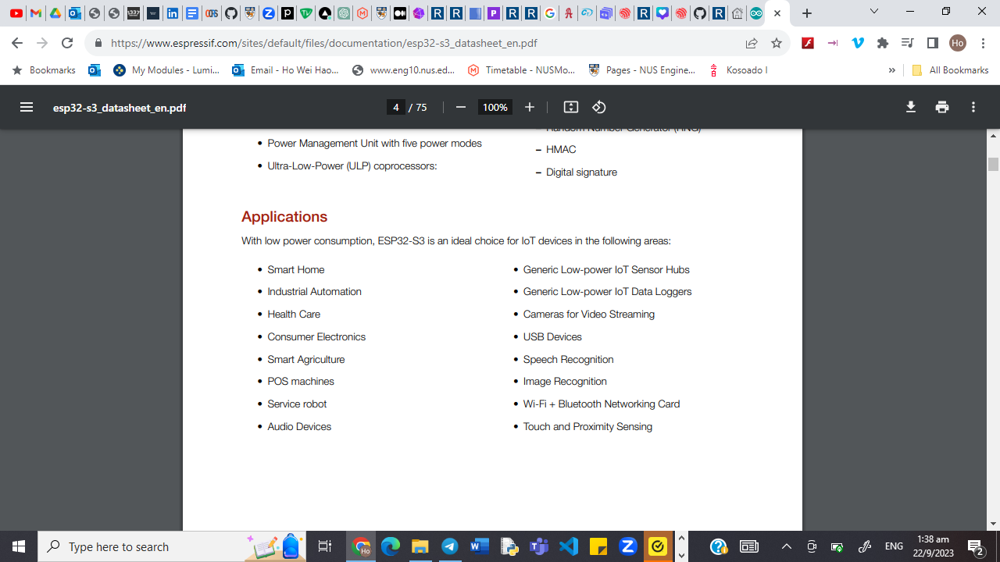 https://www.espressif.com/sites/default/files/documentation/esp32-s3_datasheet_en.pdf
Ho
Bookmarks
My Modules - Lumi...
Email - Ho Wei Hao...
www.eng10.nus.ed...
Timetable - NUSMo...
Pages - NUS Engine...
Kosoado I
»
All Bookmarks
esp32-s3_datasheet_en.pdf
4 / 75
100%
Random Number Generator (RNG)
• Power Management Unit with five power modes
– HMAC
• Ultra-Low-Power (ULP) coprocessors:
– Digital signature
Applications
With low power consumption, ESP32-S3 is an ideal choice for IoT devices in the following areas:
• Smart Home
• Industrial Automation
• Health Care
• Consumer Electronics
• Smart Agriculture
• POS machines
• Service robot
• Audio Devices
• Generic Low-power IoT Sensor Hubs
• Generic Low-power IoT Data Loggers
• Cameras for Video Streaming
• USB Devices
• Speech Recognition
• Image Recognition
• Wi-Fi + Bluetooth Networking Card
• Touch and Proximity Sensing
Type here to search
ENG
1:38 am
22/9/2023
2